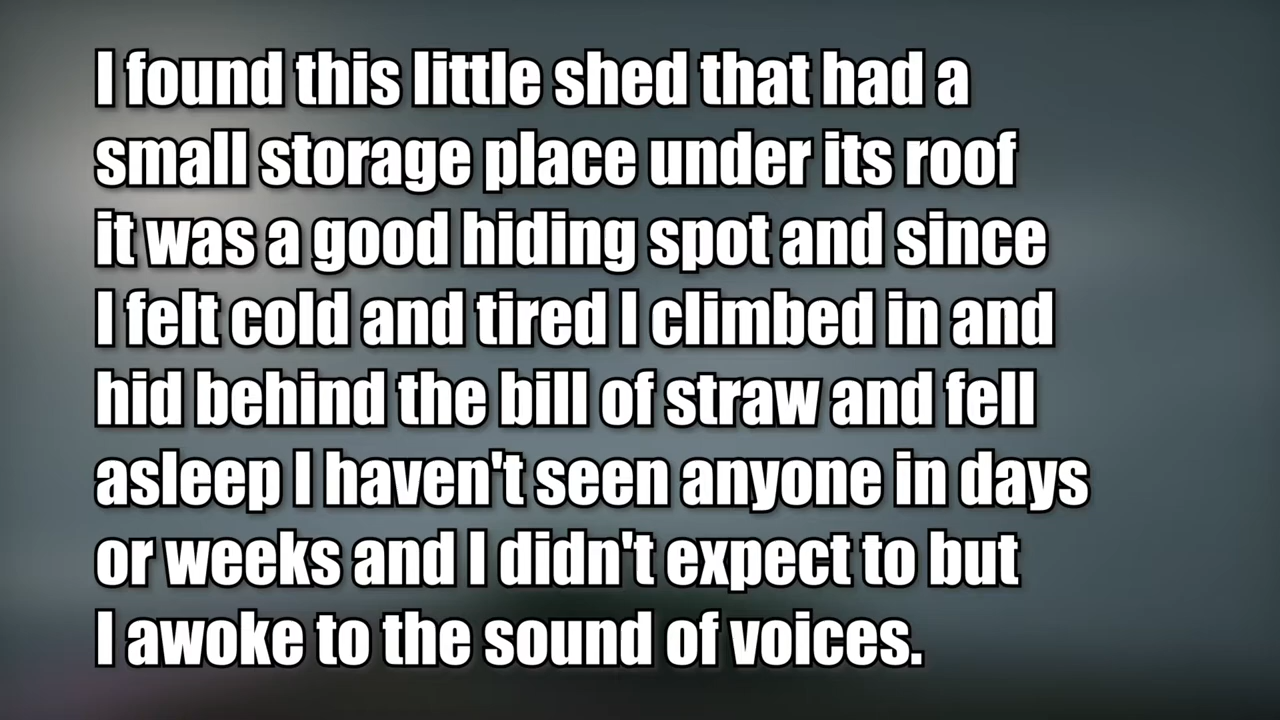 I found this little shed that had a
small storage place under its roof
it was a good hiding spot and since
I felt cold and tired I climbed in and
hid behind the bill of straw and fell
asleep I haven't seen anyone in days
or weeks and I didn't expect to but
I awoke to the sound of voices.